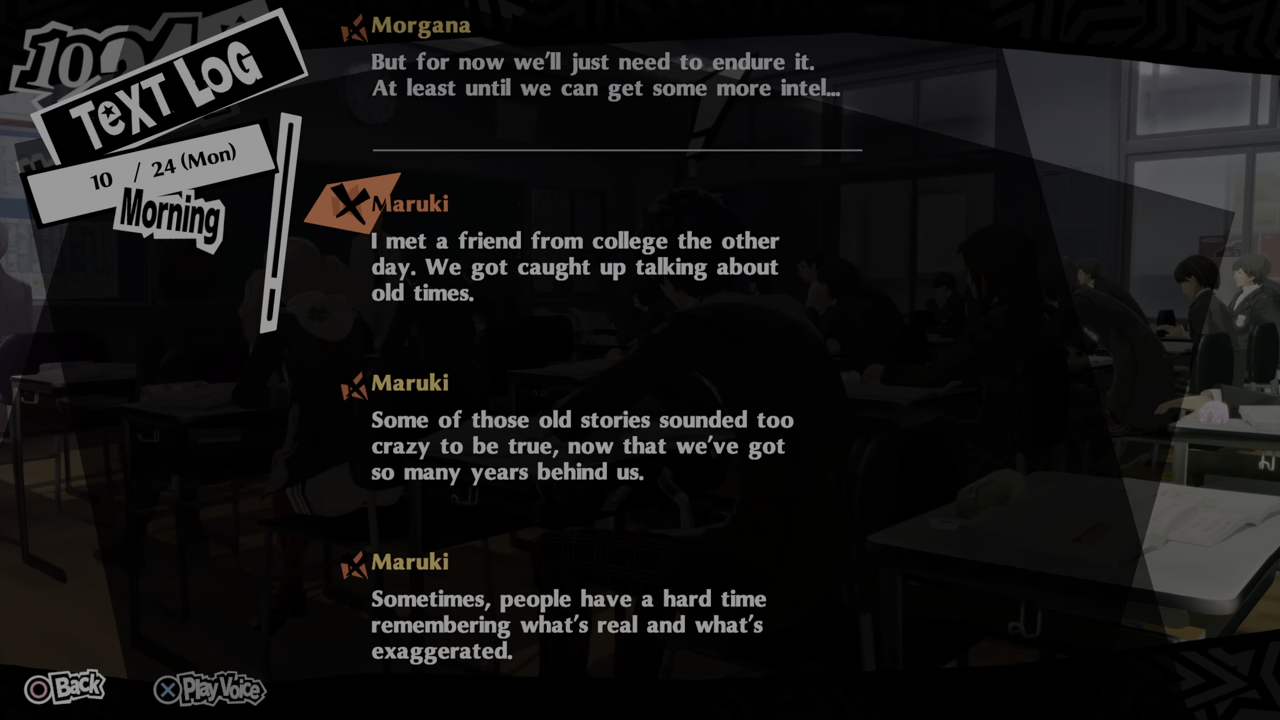 TEXT LOG
10 / 24 (Mon)
Morning
Morgana
But for now we'll just need to endure it.
At least until we can get some more intel...
Maruki
I met a friend from college the other
day. We got caught up talking about
old times.
Maruki
Some of those old stories sounded too
crazy to be true, now that we've got
so many years behind us.
Maruki
Sometimes, people have a hard time
remembering what's real and what's
exaggerated.
Back
Play Voice